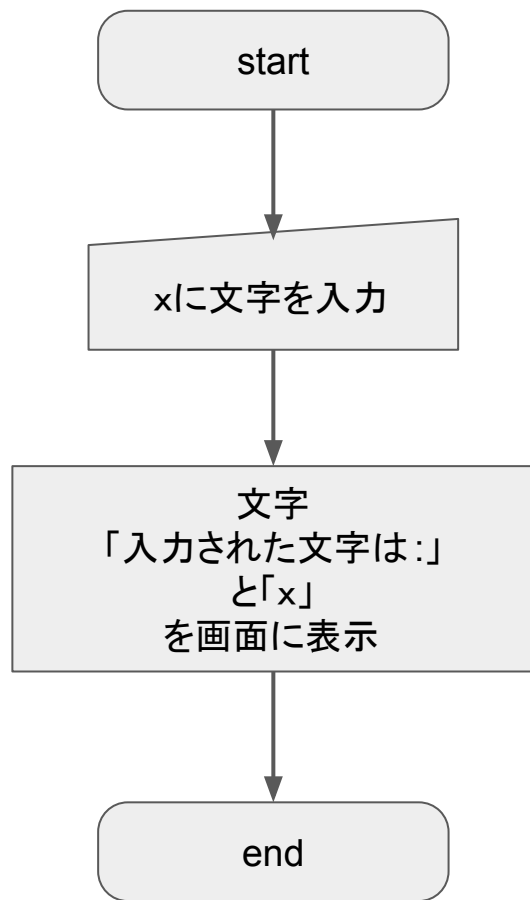 start
xに文字を入力
文字
「入力された文字は:」
と「x」
を画面に表示
end